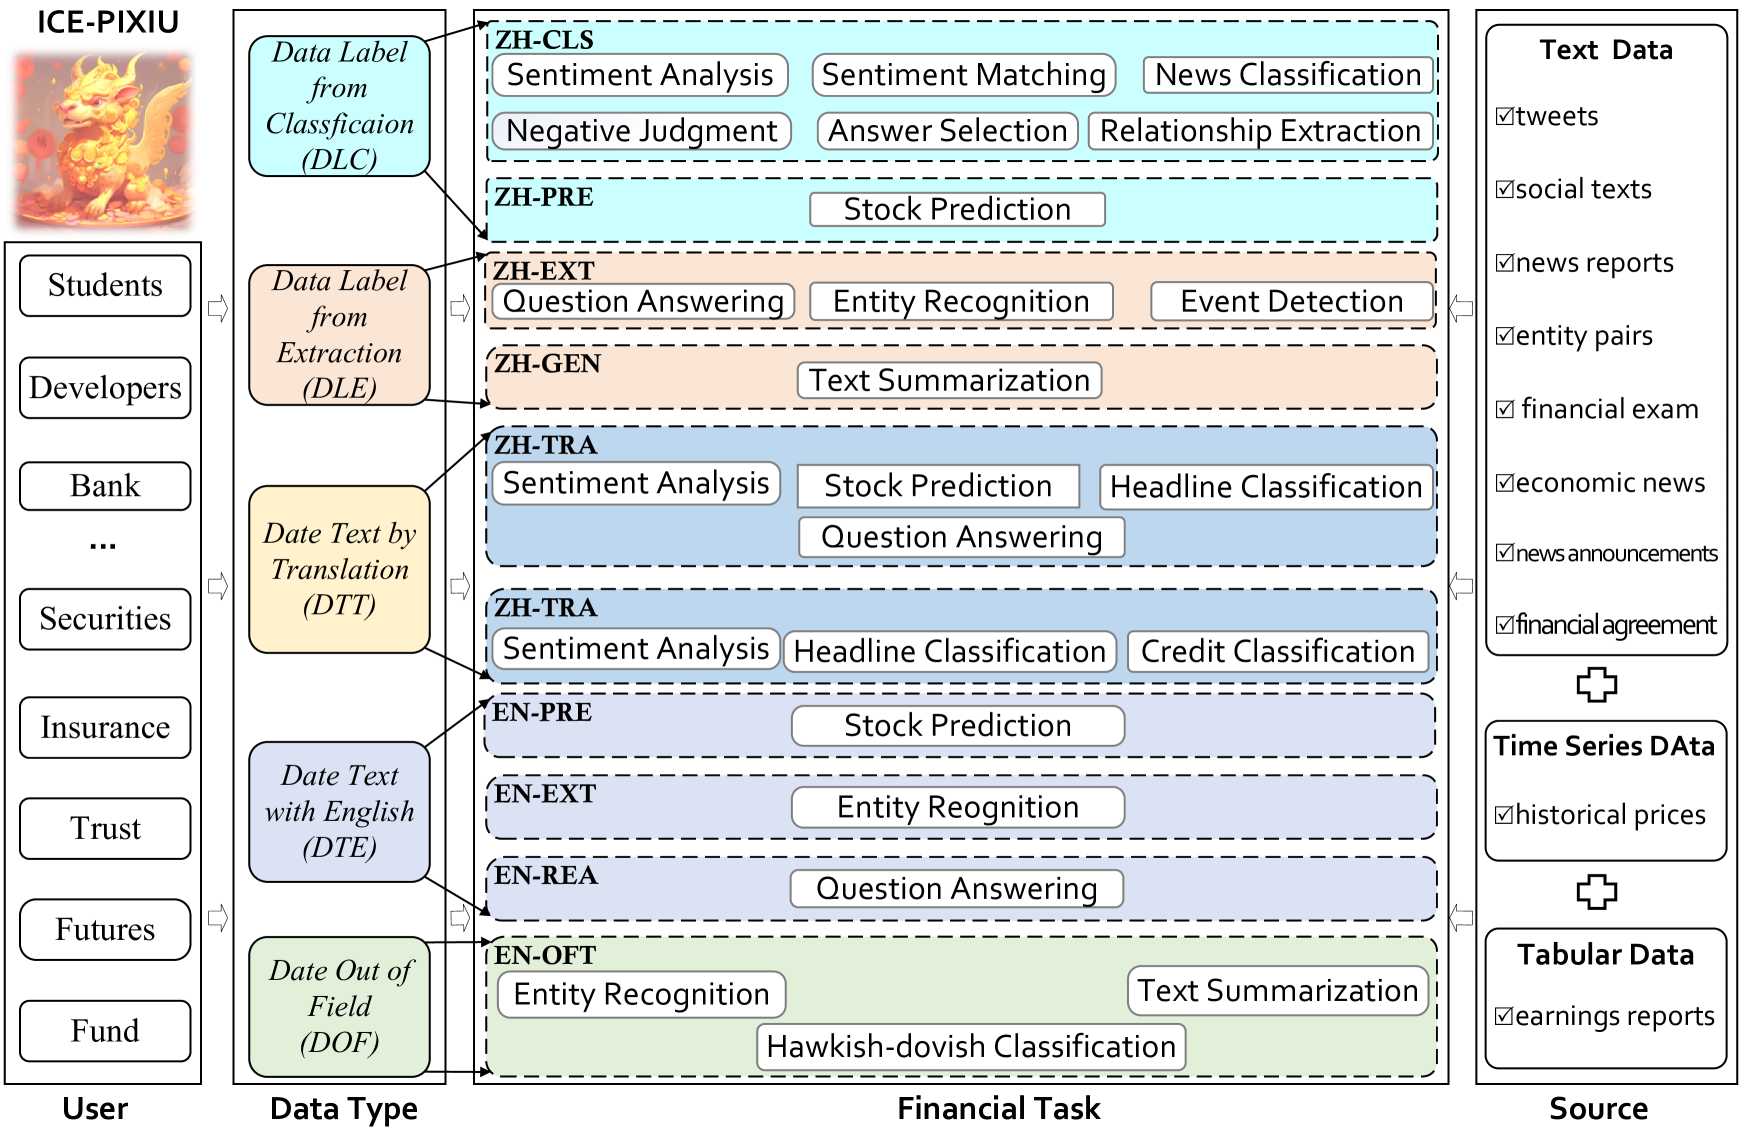 ICE-PIXIU
Students
Developers
Bank
...
Securities
Insurance
Trust
Futures
Fund
User
Data Label
from
Classficaion
(DLC)
Data Label
from
Extraction
(DLE)
Date Text by
Translation
(DTT)
Date Text
with English
(DTE)
Date Out of
Field
(DOF)
Data Type
ZH-CLS
Sentiment Analysis
Sentiment Matching
News Classification
Negative Judgment
Answer Selection
Relationship Extraction
ZH-PRE
Stock Prediction
ZH-EXT
Question Answering
Entity Recognition
Event Detection
ZH-GEN
Text Summarization
ZH-TRA
Sentiment Analysis
Stock Prediction
Headline Classification
Question Answering
ZH-TRA
Sentiment Analysis
Headline Classification
Credit Classification
EN-PRE
Stock Prediction
EN-EXT
Entity Reognition
EN-REA
Question Answering
EN-OFT
Entity Recognition
Text Summarization
Hawkish-dovish Classification
Financial Task
Text Data
☑tweets
☑social texts
☑news reports
☑entity pairs
☑ financial exam
☑economic news
☑news announcements
☑financial agreement
Time Series DAta
☑historical prices
Tabular Data
☑earnings reports
Source